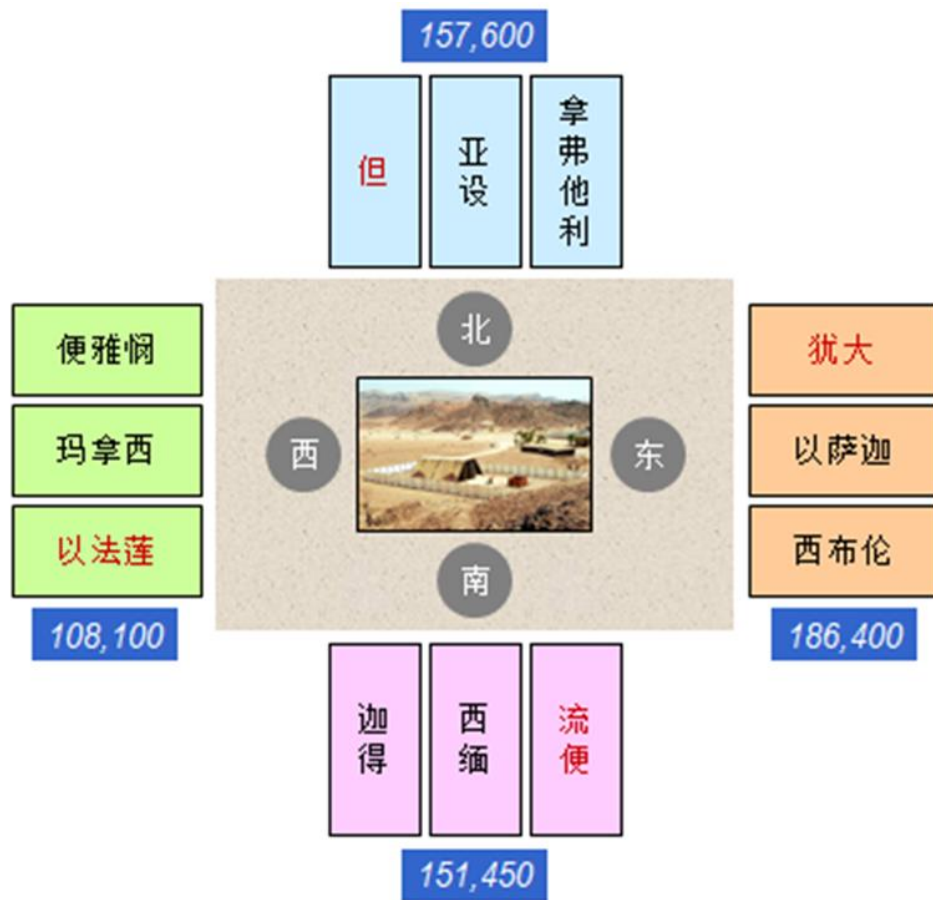 157,600
但
亚设
拿弗他利
北
便雅悯
玛拿西
以法莲
108,100
西
东
犹大
以萨迦
西布伦
186,400
南
迦得
西缅
流便
151,450